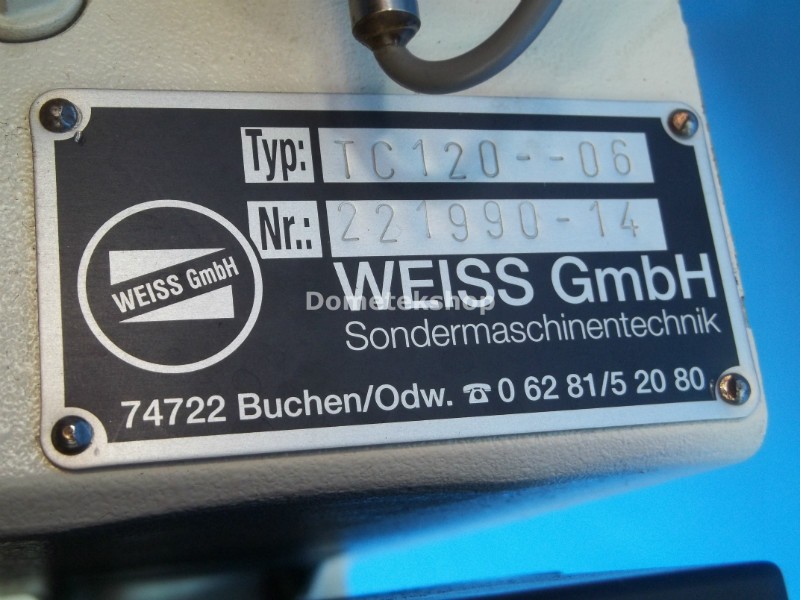 Typ: TC120--06
Nr.: 221990-14
WEISS GmbH
WEISS GmbH
Dometekshop
Sondermaschinentechnik
74722 Buchen/Odw. ☎ 0 62 81/5 20 80